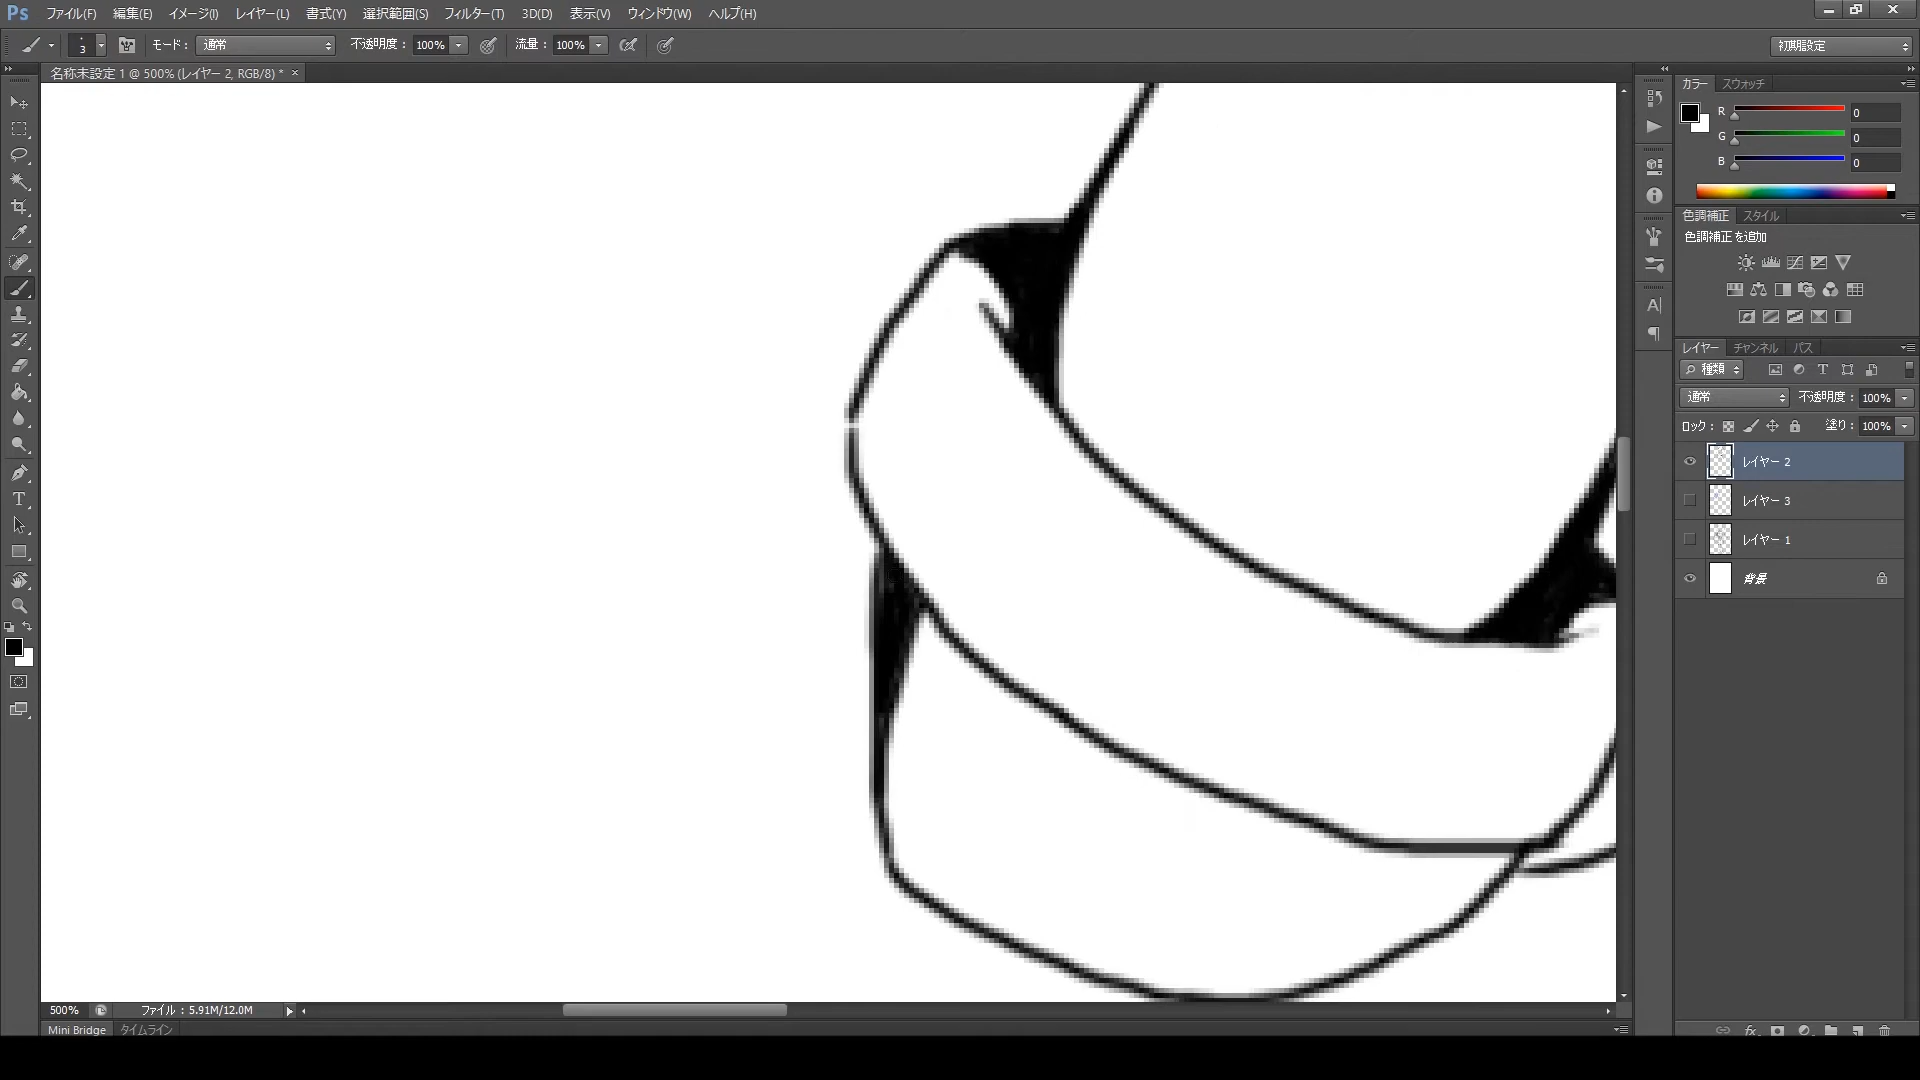 Ps ファイル(F) 編集(E) イメージ(I) レイヤー(L) 書式(Y) 選択範囲(S) フィルター(T) 3D(D) 表示(V) ウィンドウ(W) ヘルプ(H)
3 モード : 通常 不透明度 : 100% 流量 : 100% 初期設定
名称未設定 1 @ 500% (レイヤー 2, RGB/8) * ×
カラー スウォッチ
R 0
G 0
B 0
色調補正 スタイル
色調補正を追加
レイヤー チャンネル パス
種類
通常 不透明度 : 100%
ロック : 塗り : 100%
レイヤー 2
レイヤー 3
レイヤー 1
背景
500% ファイル : 5.91M/12.0M
Mini Bridge タイムライン